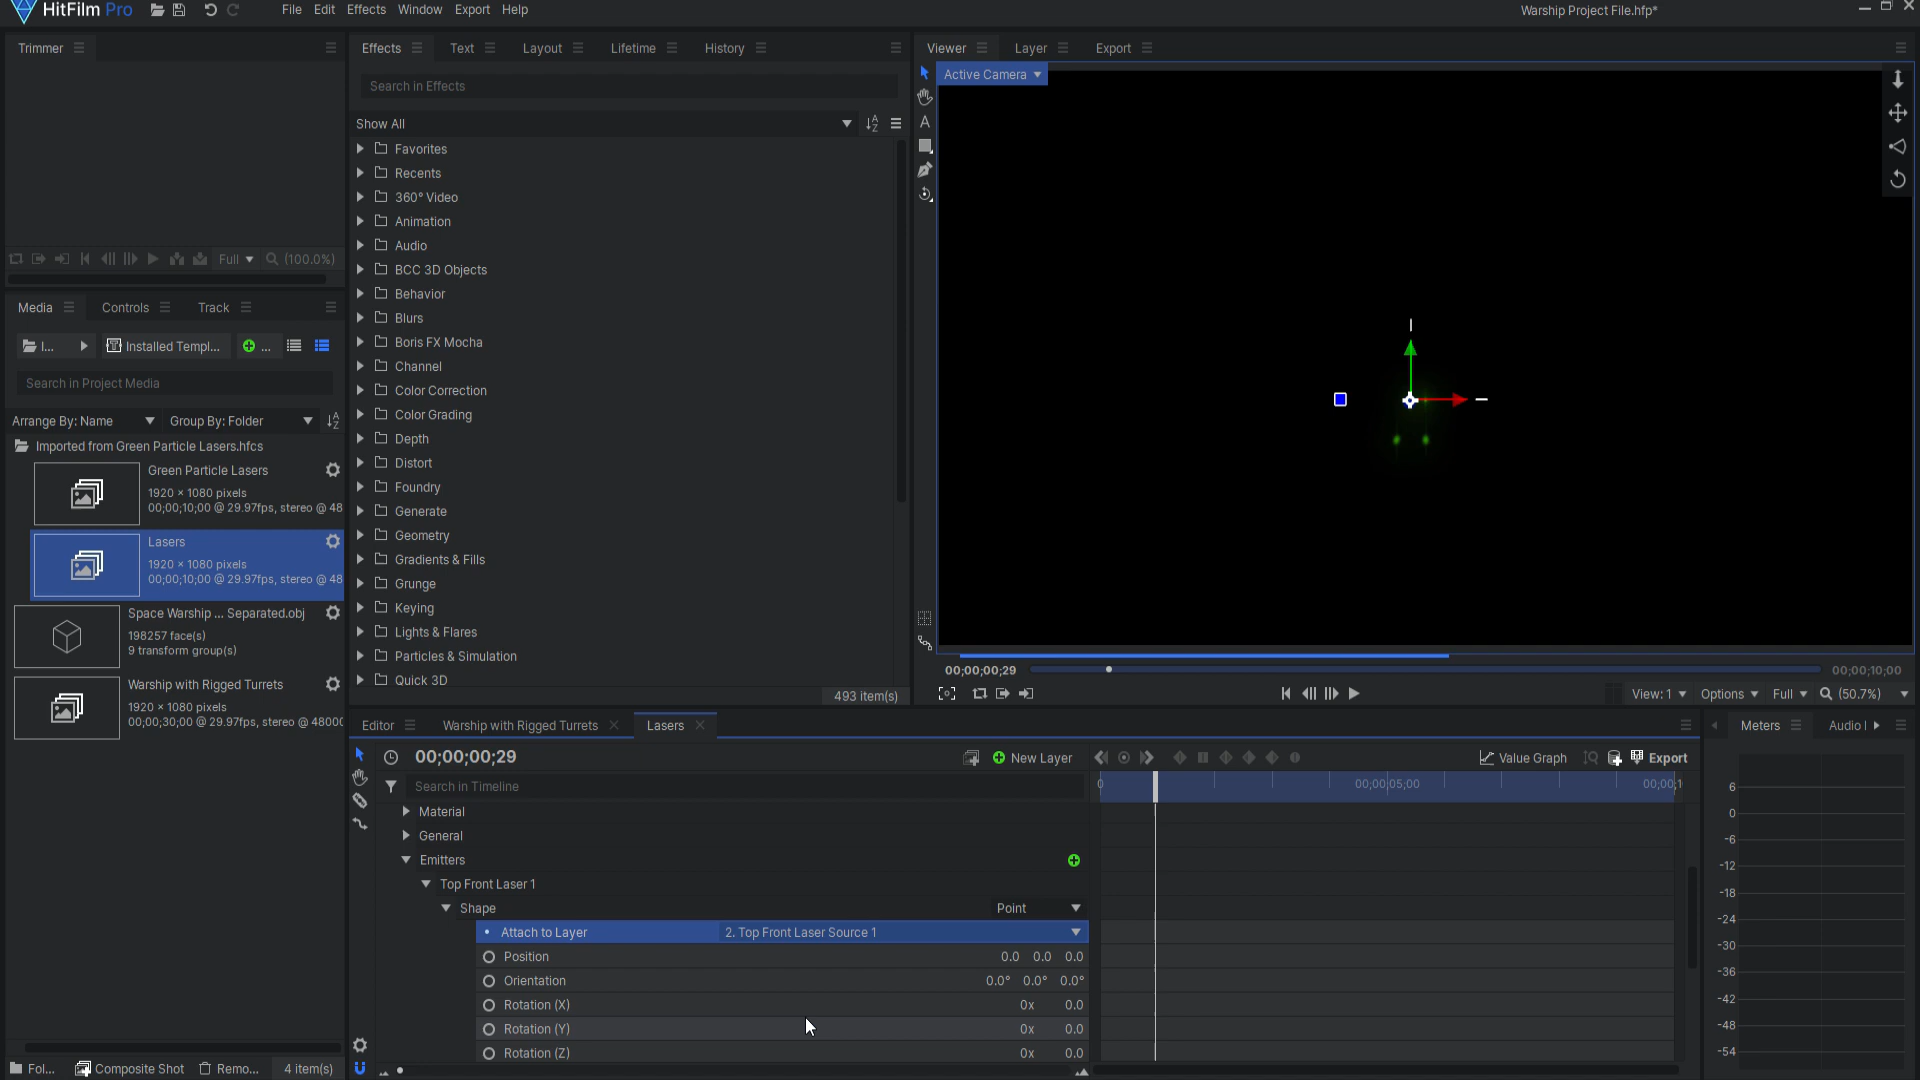 HitFilm Pro
File Edit Effects Window Export Help
Warship Project File.hfp*
Trimmer
Full (100.0%)
Media Controls Track
I... Installed Templ... ...
Search in Project Media
Arrange By: Name Group By: Folder
Imported from Green Particle Lasers.hfcs
Green Particle Lasers
1920 × 1080 pixels
00;00;10;00 @ 29.97fps, stereo @ 48
Lasers
1920 × 1080 pixels
00;00;10;00 @ 29.97fps, stereo @ 48
Space Warship ... Separated.obj
198257 face(s)
9 transform group(s)
Warship with Rigged Turrets
1920 × 1080 pixels
00;00;30;00 @ 29.97fps, stereo @ 48000
Fol... Composite Shot Remo... 4 item(s)
Effects Text Layout Lifetime History
Search in Effects
Show All
Favorites
Recents
360° Video
Animation
Audio
BCC 3D Objects
Behavior
Blurs
Boris FX Mocha
Channel
Color Correction
Color Grading
Depth
Distort
Foundry
Generate
Geometry
Gradients & Fills
Grunge
Keying
Lights & Flares
Particles & Simulation
Quick 3D
493 item(s)
Viewer Layer Export
Active Camera
A
00;00;00;29 00;00;10;00
View: 1 Options Full (50.7%)
Editor Warship with Rigged Turrets Lasers
00;00;00;29 New Layer Value Graph Export
Search in Timeline
0 00;00;05;00 00;00;1
Material
General
Emitters
Top Front Laser 1
Shape Point
Attach to Layer 2. Top Front Laser Source 1
Position 0.0 0.0 0.0
Orientation 0.0° 0.0° 0.0°
Rotation (X) 0x 0.0
Rotation (Y) 0x 0.0
Rotation (Z) 0x 0.0
Meters Audio
6
0
-6
-12
-18
-24
-30
-36
-42
-48
-54